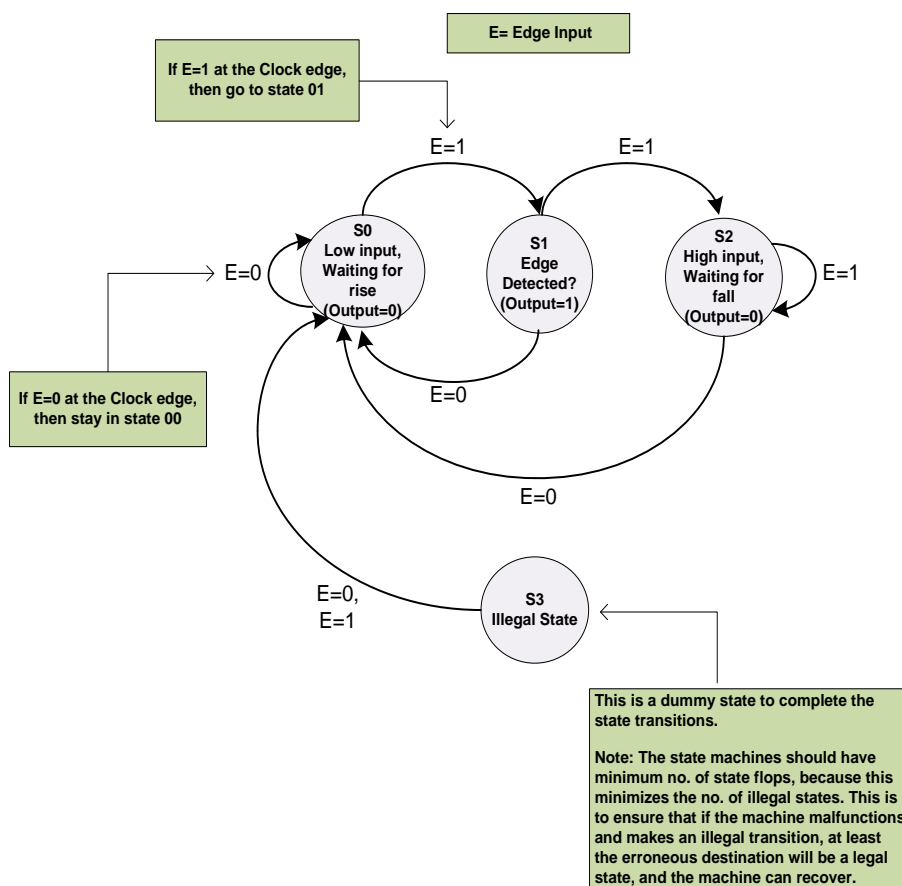 E= Edge Input
If E=1 at the Clock edge,
then go to state 01
E=1
E=1
S0
Low input,
Waiting for
rise
(Output=0)
S1
Edge
Detected?
(Output=1)
S2
High input,
Waiting for
fall
(Output=0)
E=0
E=1
If E=0 at the Clock edge,
then stay in state 00
E=0
E=0
E=0,
E=1
S3
Illegal State
This is a dummy state to complete the
state transitions.
Note: The state machines should have
minimum no. of state flops, because this
minimizes the no. of illegal states. This is
to ensure that if the machine malfunctions
and makes an illegal transition, at least
the erroneous destination will be a legal
state, and the machine can recover.